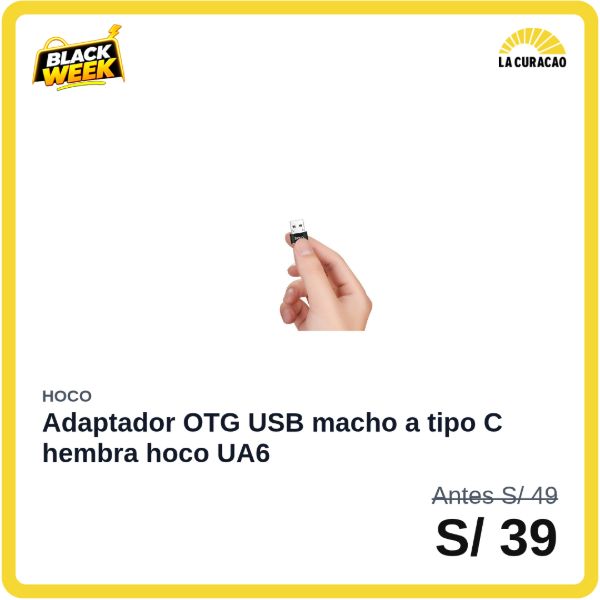 BLACK
WEEK
LA CURACAO
HOCO
Adaptador OTG USB macho a tipo C
hembra hoco UA6
Antes S/ 49
S/ 39